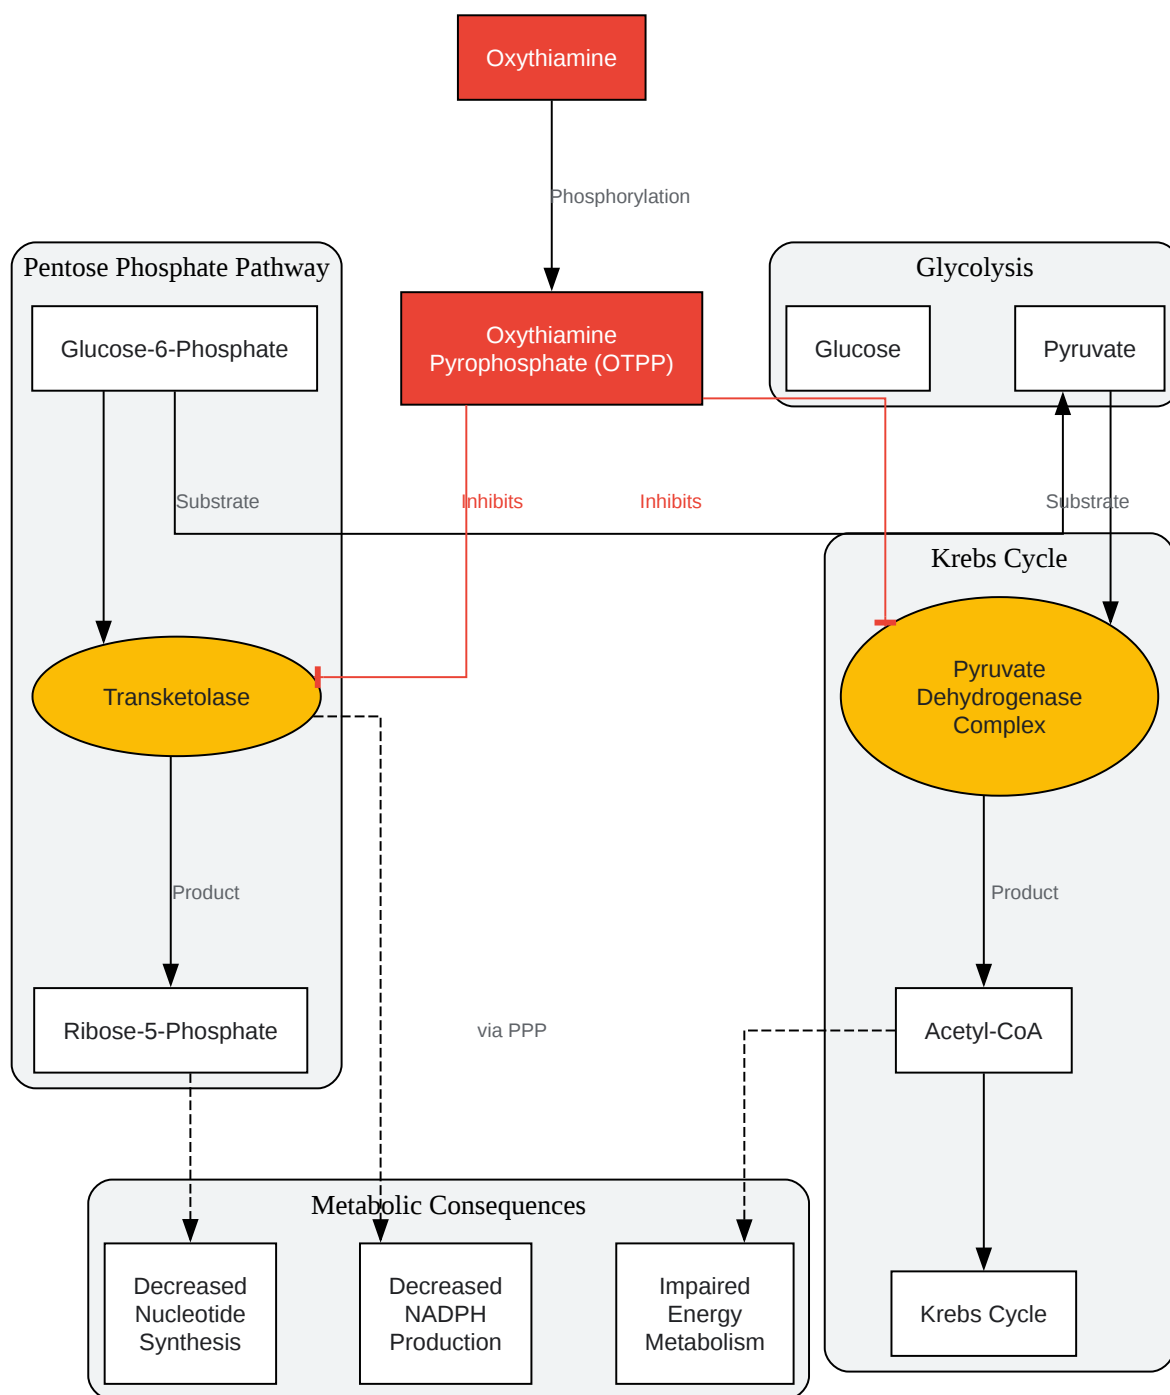 Oxythiamine
Phosphorylation
Pentose Phosphate Pathway
Glycolysis
Glucose-6-Phosphate
Oxythiamine
Pyrophosphate (OTPP)
Glucose
Pyruvate
Substrate
Inhibits
Inhibits
Substrate
Krebs Cycle
Transketolase
Pyruvate
Dehydrogenase
Complex
Product
Product
Ribose-5-Phosphate
via PPP
Acetyl-CoA
Metabolic Consequences
Decreased
Nucleotide
Synthesis
Decreased
NADPH
Production
Impaired
Energy
Metabolism
Krebs Cycle